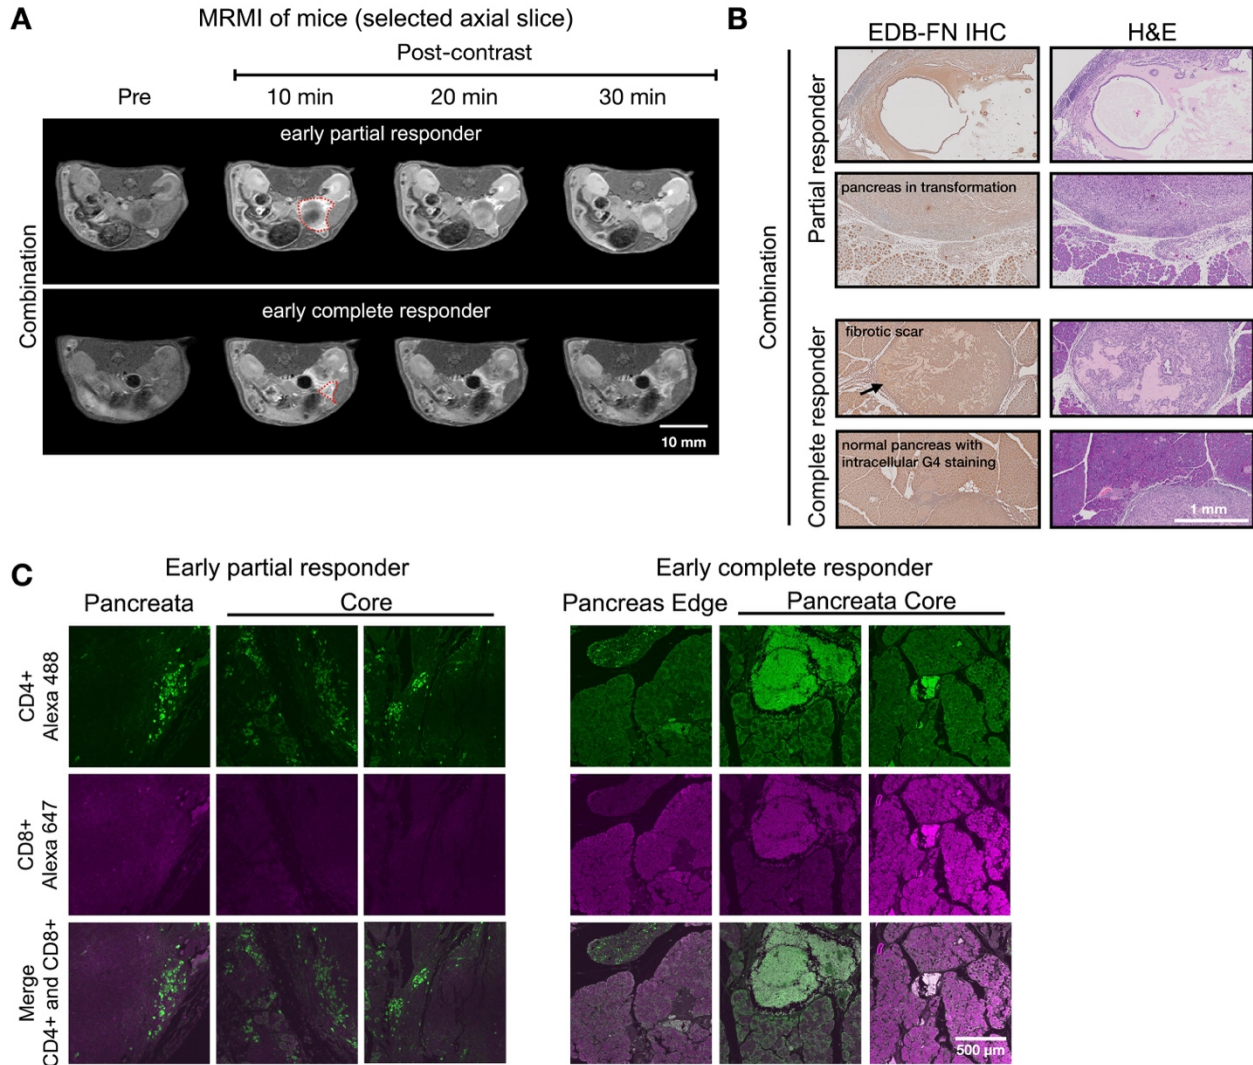 A
MRMI of mice (selected axial slice)
Post-contrast
Pre
10 min
20 min
30 min
Combination
early partial responder
early complete responder
10 mm
B
EDB-FN IHC
H&E
Combination
Partial responder
pancreas in transformation
Complete responder
fibrotic scar
normal pancreas with
intracellular G4 staining
1 mm
C
Early partial responder
Early complete responder
Pancreata
Core
Pancreas Edge
Pancreata Core
CD4+
Alexa 488
CD8+
Alexa 647
Merge
CD4+ and CD8+
500 µm